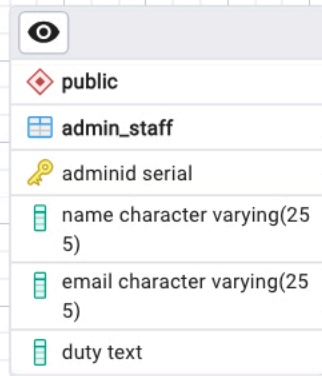 public
admin_staff
adminid serial
name character varying(25
5)
email character varying(25
5)
duty text